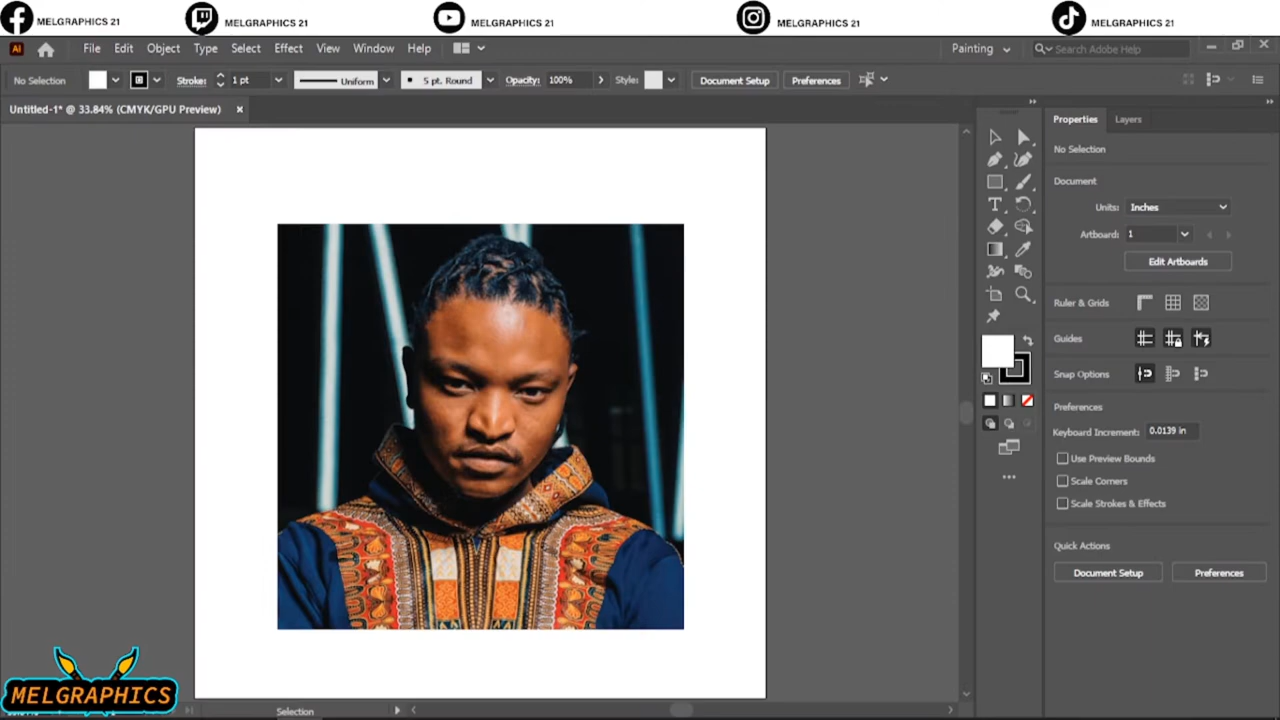 MELGRAPHICS 21
MELGRAPHICS 21
MELGRAPHICS 21
MELGRAPHICS 21
MELGRAPHICS 21
Ai
File Edit Object Type Select Effect View Window Help
Painting
Search Adobe Help
No Selection
Stroke: 1 pt
Uniform
5 pt. Round
Opacity: 100%
Style:
Document Setup
Preferences
Untitled-1* @ 33.84% (CMYK/GPU Preview)
Properties Layers
No Selection
Document
Units: Inches
Artboard: 1
Edit Artboards
Ruler & Grids
Guides
Snap Options
Preferences
Keyboard Increment: 0.0139 in
Use Preview Bounds
Scale Corners
Scale Strokes & Effects
Quick Actions
Document Setup Preferences
MELGRAPHICS
Selection